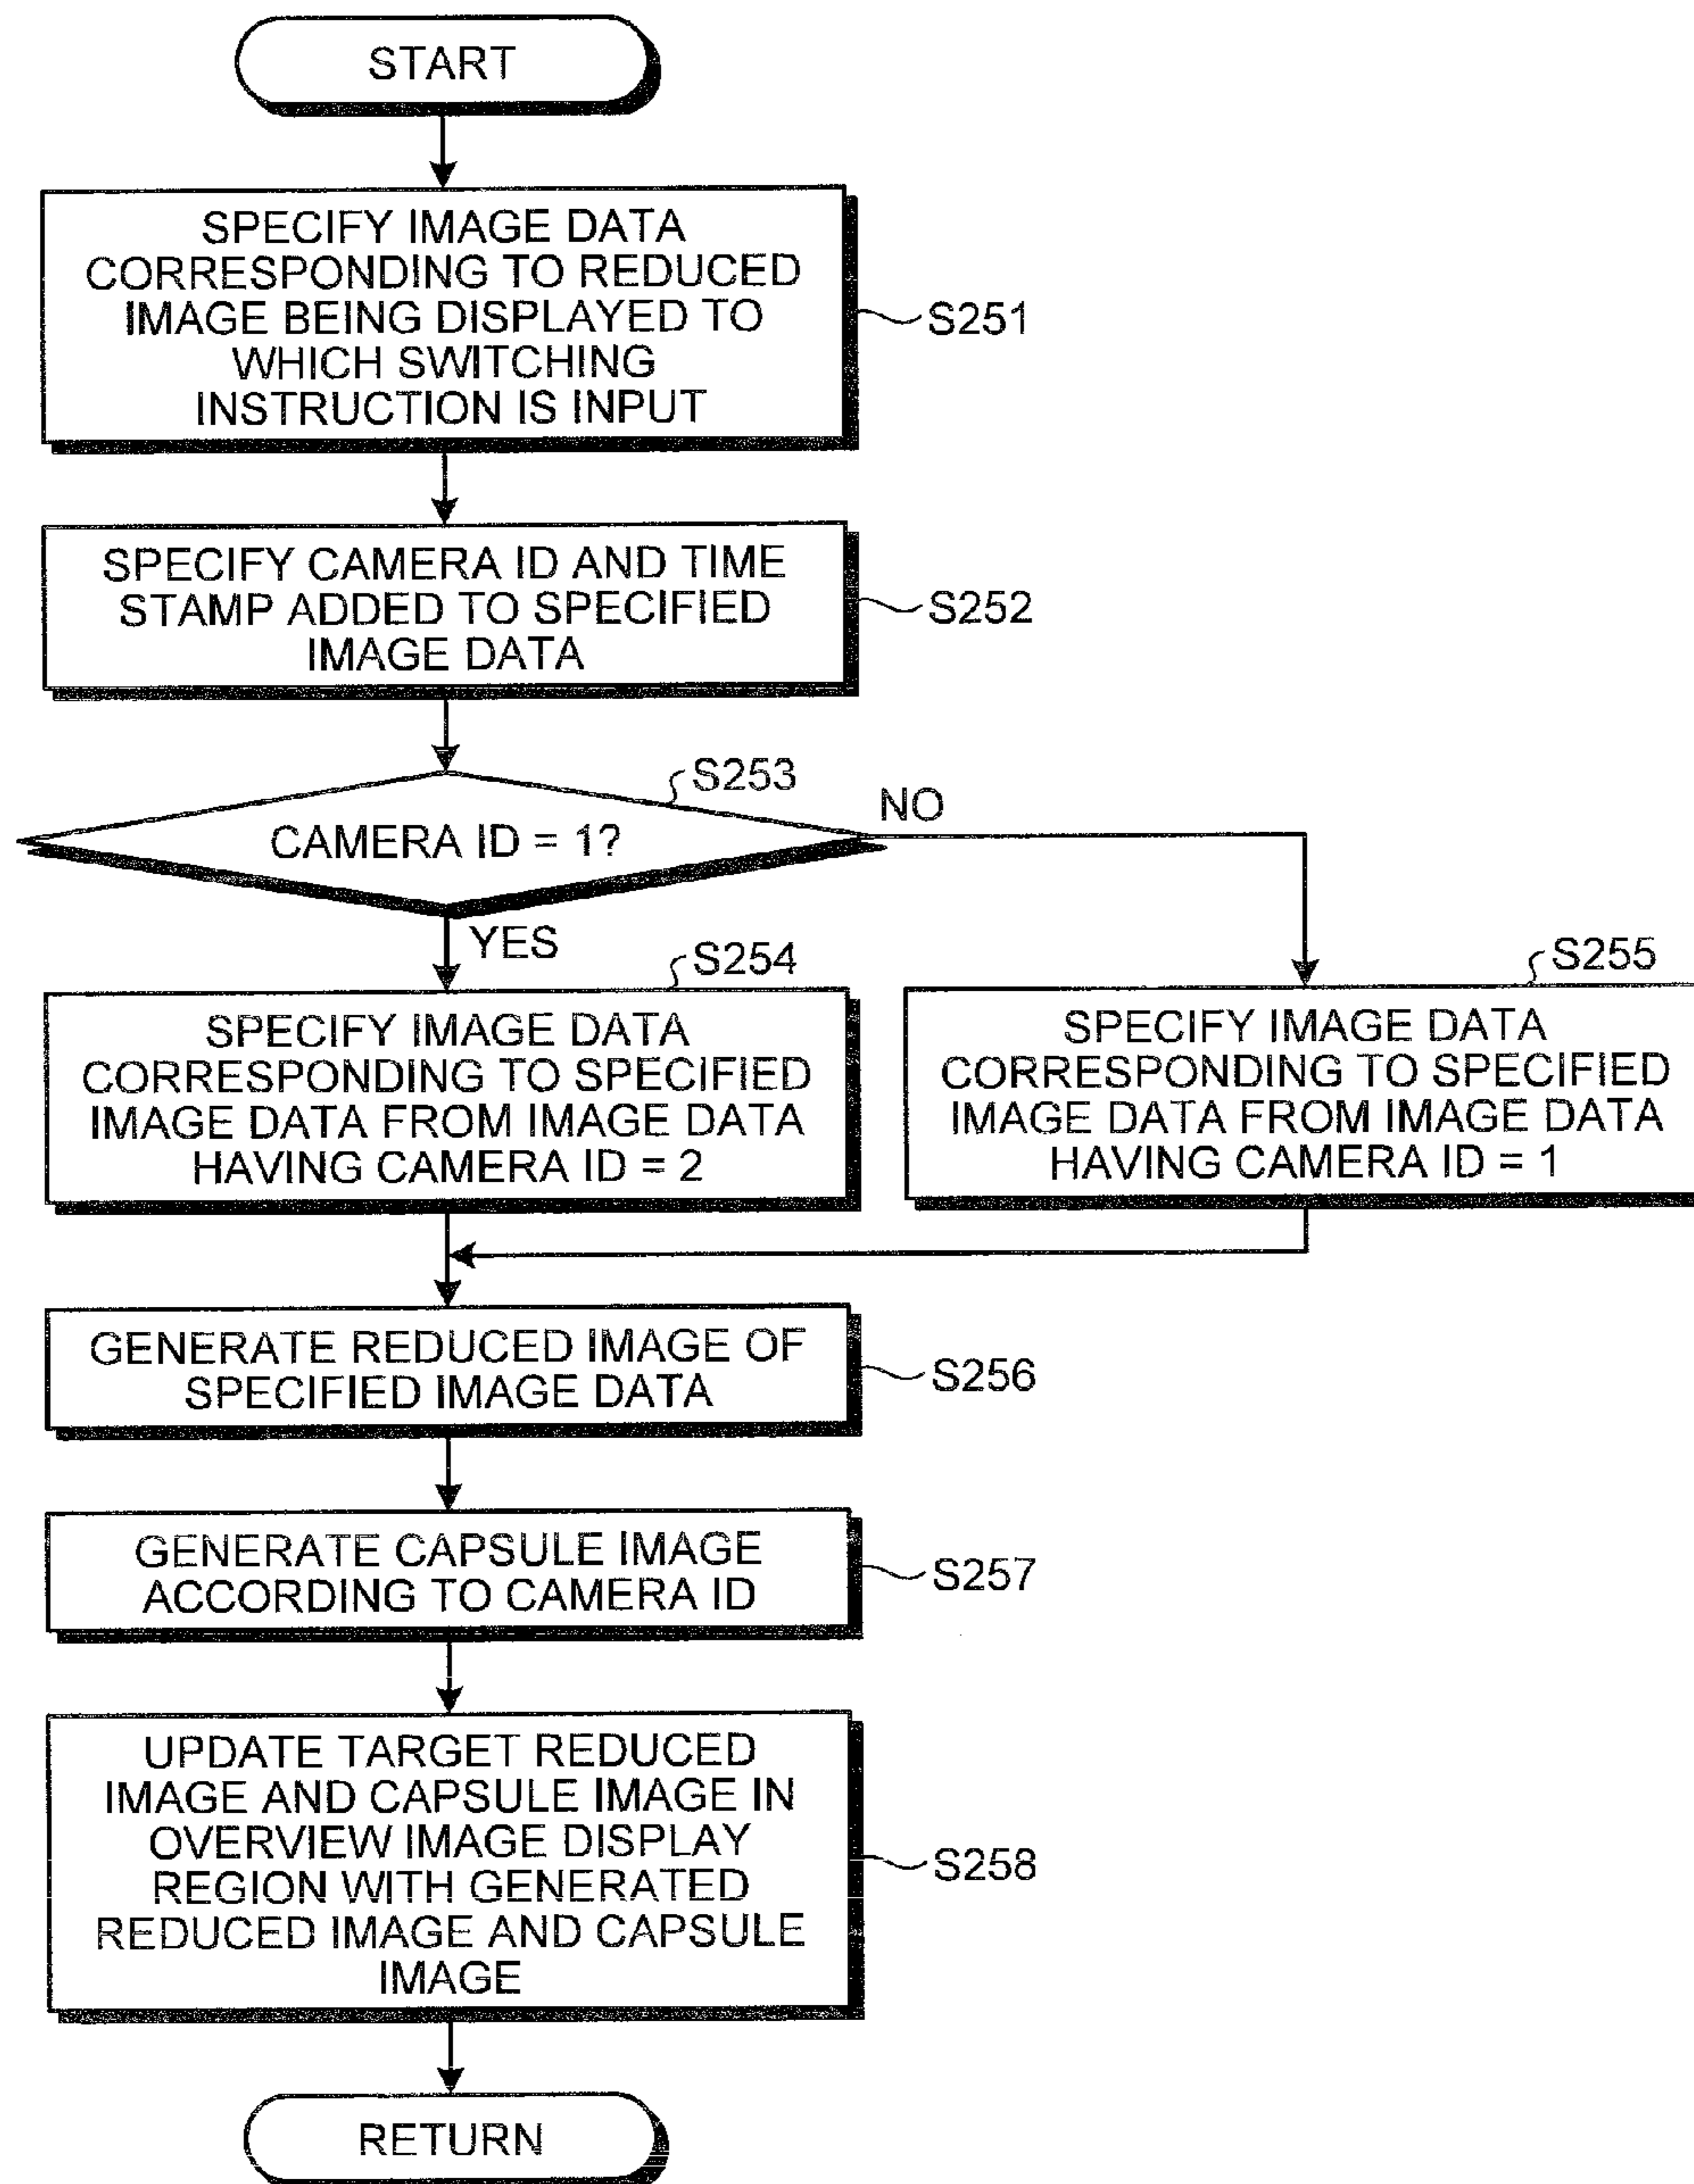 START
SPECIFY IMAGE DATA
CORRESPONDING TO REDUCED
IMAGE BEING DISPLAYED TO
WHICH SWITCHING
INSTRUCTION IS INPUT
S251
SPECIFY CAMERA ID AND TIME
STAMP ADDED TO SPECIFIED
IMAGE DATA
S252
S253
CAMERA ID = 1?
NO
YES
S254
SPECIFY IMAGE DATA
CORRESPONDING TO SPECIFIED
IMAGE DATA FROM IMAGE DATA
HAVING CAMERA ID = 2
S255
SPECIFY IMAGE DATA
CORRESPONDING TO SPECIFIED
IMAGE DATA FROM IMAGE DATA
HAVING CAMERA ID = 1
GENERATE REDUCED IMAGE OF
SPECIFIED IMAGE DATA
S256
GENERATE CAPSULE IMAGE
ACCORDING TO CAMERA ID
S257
UPDATE TARGET REDUCED
IMAGE AND CAPSULE IMAGE IN
OVERVIEW IMAGE DISPLAY
REGION WITH GENERATED
REDUCED IMAGE AND CAPSULE
IMAGE
S258
RETURN